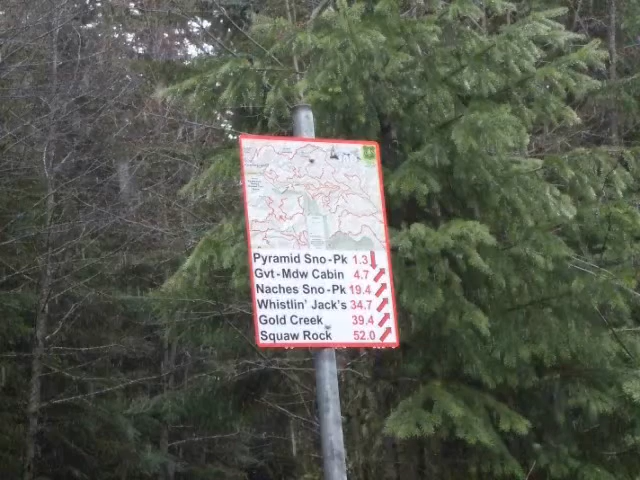 Pyramid Sno-Pk 1.3
Gvt-Mdw Cabin 4.7
Naches Sno-Pk 19.4
Whistlin' Jack's 34.7
Gold Creek 39.4
Squaw Rock 52.0